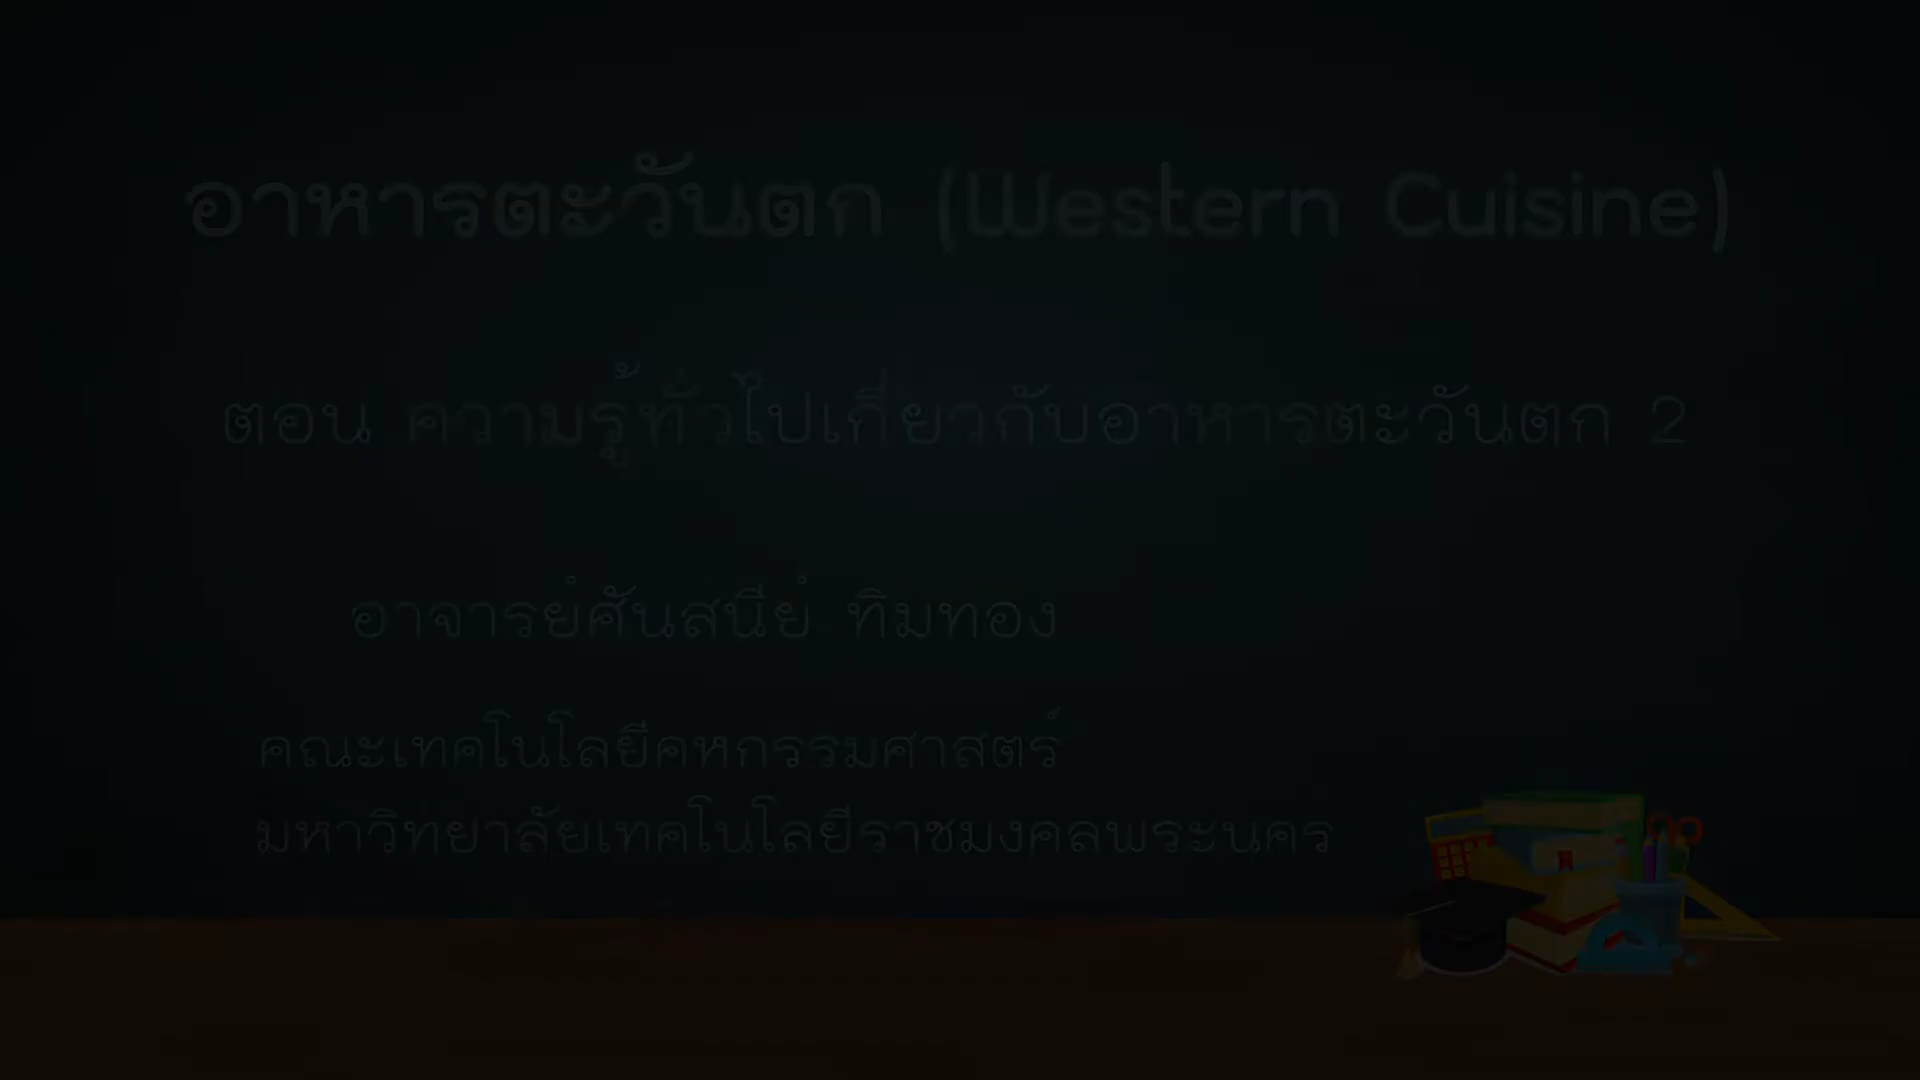 อาหารตะวันตก (Western Cuisine)
ตอน ความรู้ทั่วไปเกี่ยวกับอาหารตะวันตก 2
อาจารย์ศันสนีย์ ทิมทอง
คณะเทคโนโลยีคหกรรมศาสตร์
มหาวิทยาลัยเทคโนโลยีราชมงคลพระนคร